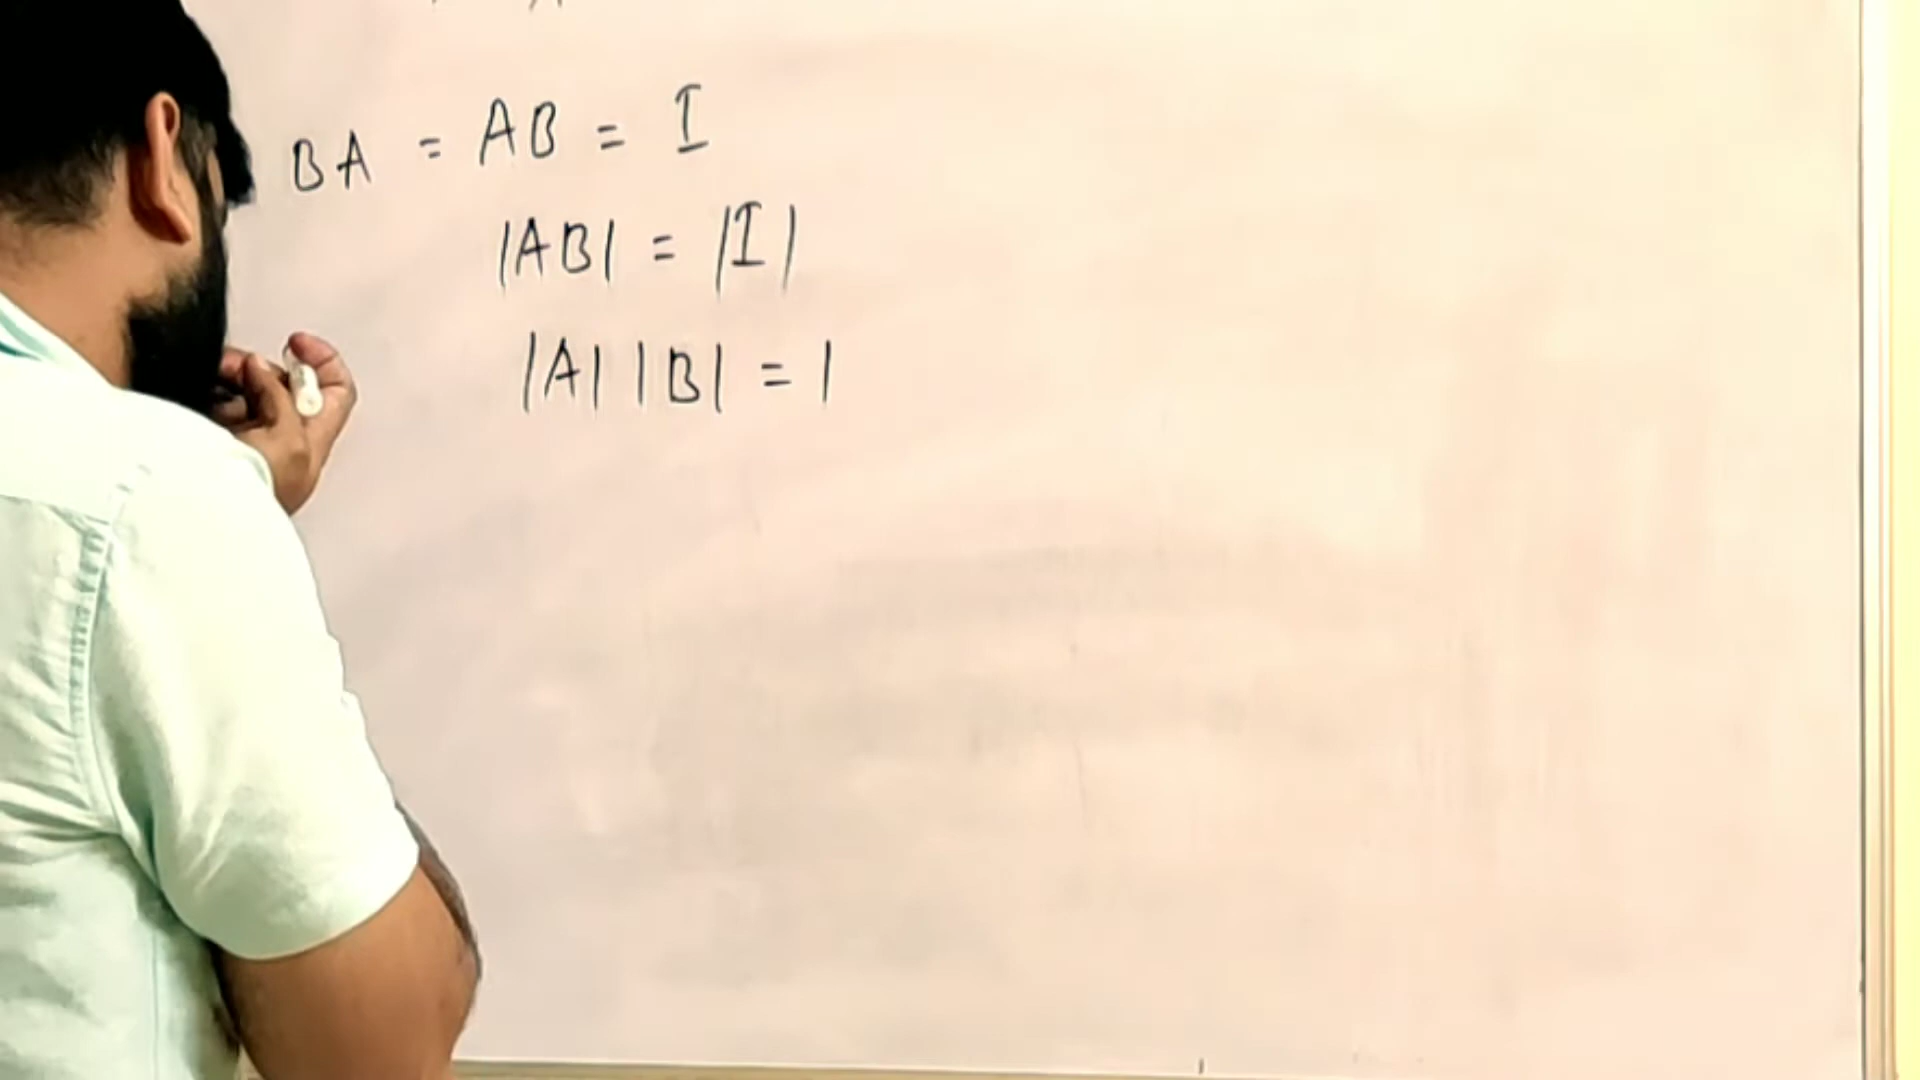 BA = AB = I
|AB| = |I|
|A| |B| = 1